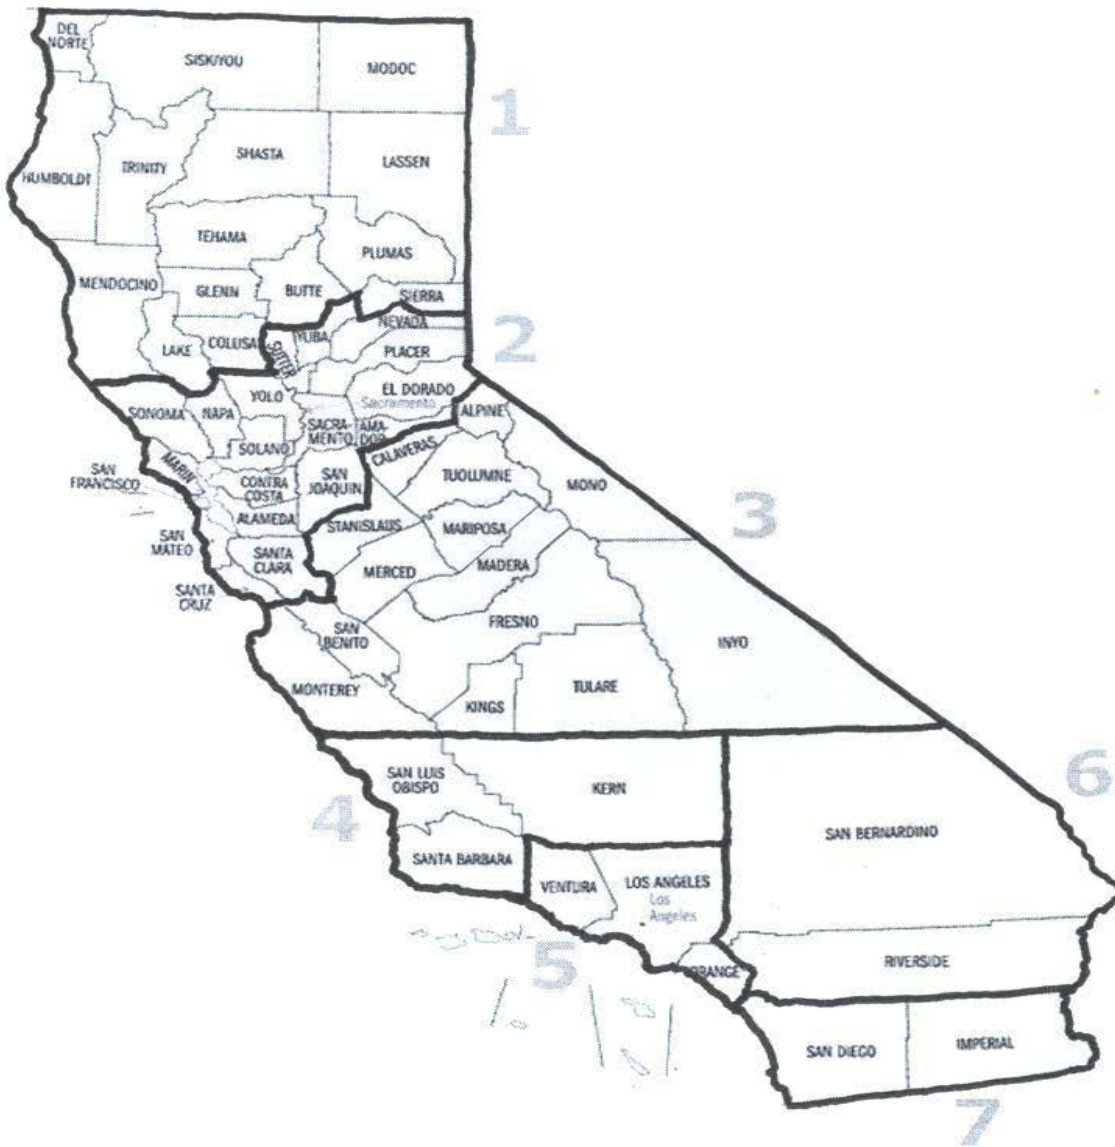 DEL
NORTE
SISKIYOU
MODOC
1
HUMBOLDT
TRINITY
SHASTA
LASSEN
TEHAMA
PLUMAS
MENDOCINO
GLENN
BUTTE
SIERRA
LAKE
COLUSA
SUTTER
YUBA
NEVADA
2
PLACER
SONOMA
NAPA
YOLO
EL DORADO
Sacramento
ALPINE
SACRA-
MENTO
AMA-
DOR
SOLANO
CALAVERAS
MARIN
SAN
FRANCISCO
CONTRA
COSTA
SAN
JOAQUIN
TUOLUMNE
MONO
3
ALAMEDA
STANISLAUS
MARIPOSA
SAN
MATEO
SANTA
CLARA
MERCED
MADERA
SANTA
CRUZ
SAN
BENITO
FRESNO
INYO
MONTEREY
KINGS
TULARE
SAN LUIS
OBISPO
KERN
6
4
SAN BERNARDINO
SANTA BARBARA
VENTURA
LOS ANGELES
Los
Angeles
5
ORANGE
RIVERSIDE
SAN DIEGO
IMPERIAL
7